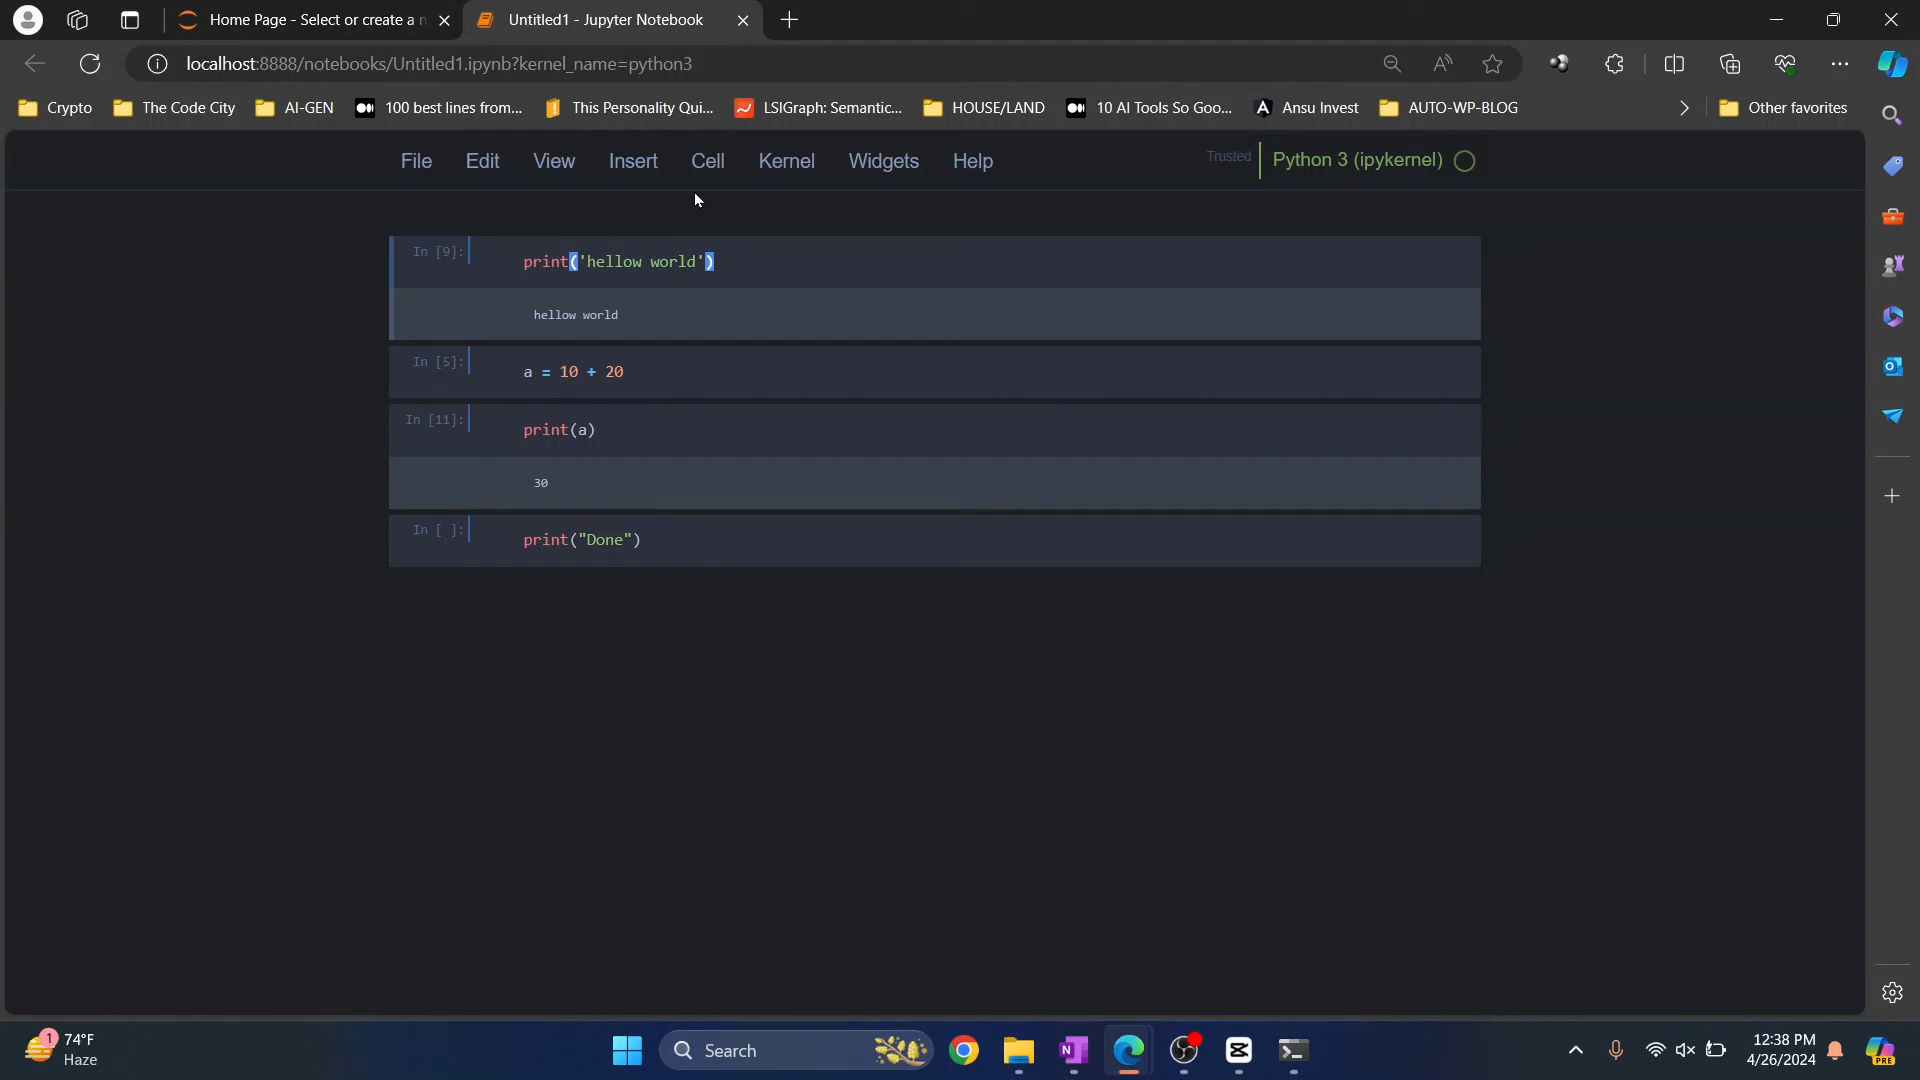 Home Page - Select or create a n
Untitled1 - Jupyter Notebook
localhost:8888/notebooks/Untitled1.ipynb?kernel_name=python3
Crypto
The Code City
AI-GEN
100 best lines from...
This Personality Qui...
LSIGraph: Semantic...
HOUSE/LAND
10 AI Tools So Goo...
Ansu Invest
AUTO-WP-BLOG
Other favorites
File Edit View Insert Cell Kernel Widgets Help
Trusted
Python 3 (ipykernel)
In [9]:
print('hellow world')
hellow world
In [5]:
a = 10 + 20
In [11]:
print(a)
30
In [ ]:
print("Done")
1
74°F
Haze
Search
12:38 PM
4/26/2024
PRE